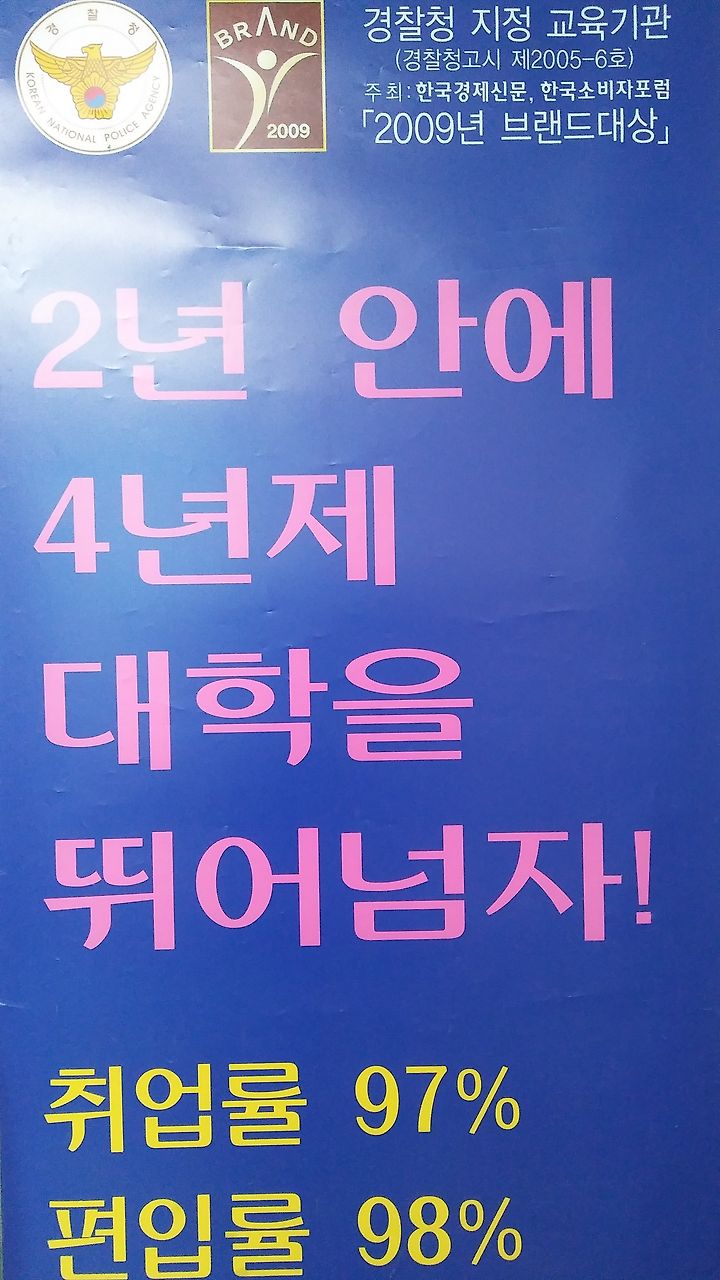 경찰청
KOREAN NATIONAL POLICE AGENCY
BRAND
2009
경찰청 지정 교육기관
(경찰청고시 제2005-6호)
주최:한국경제신문, 한국소비자포럼
「2009년 브랜드대상」
2년 안에
4년제
대학을
뛰어넘자!
취업률 97%
편입률 98%